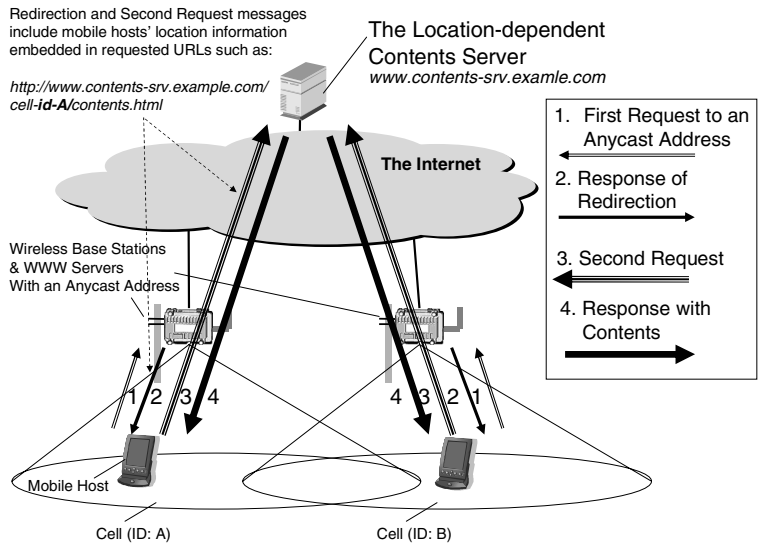 Redirection and Second Request messages
include mobile hosts' location information
embedded in requested URLs such as:
http://www.contents-srv.example.com/
cell-id-A/contents.html
The Location-dependent
Contents Server
www.contents-srv.examle.com
The Internet
1. First Request to an
Anycast Address
2. Response of
Redirection
3. Second Request
4. Response with
Contents
Wireless Base Stations
& WWW Servers
With an Anycast Address
1 2 3 4
4 3 2 1
Mobile Host
Cell (ID: A)
Cell (ID: B)